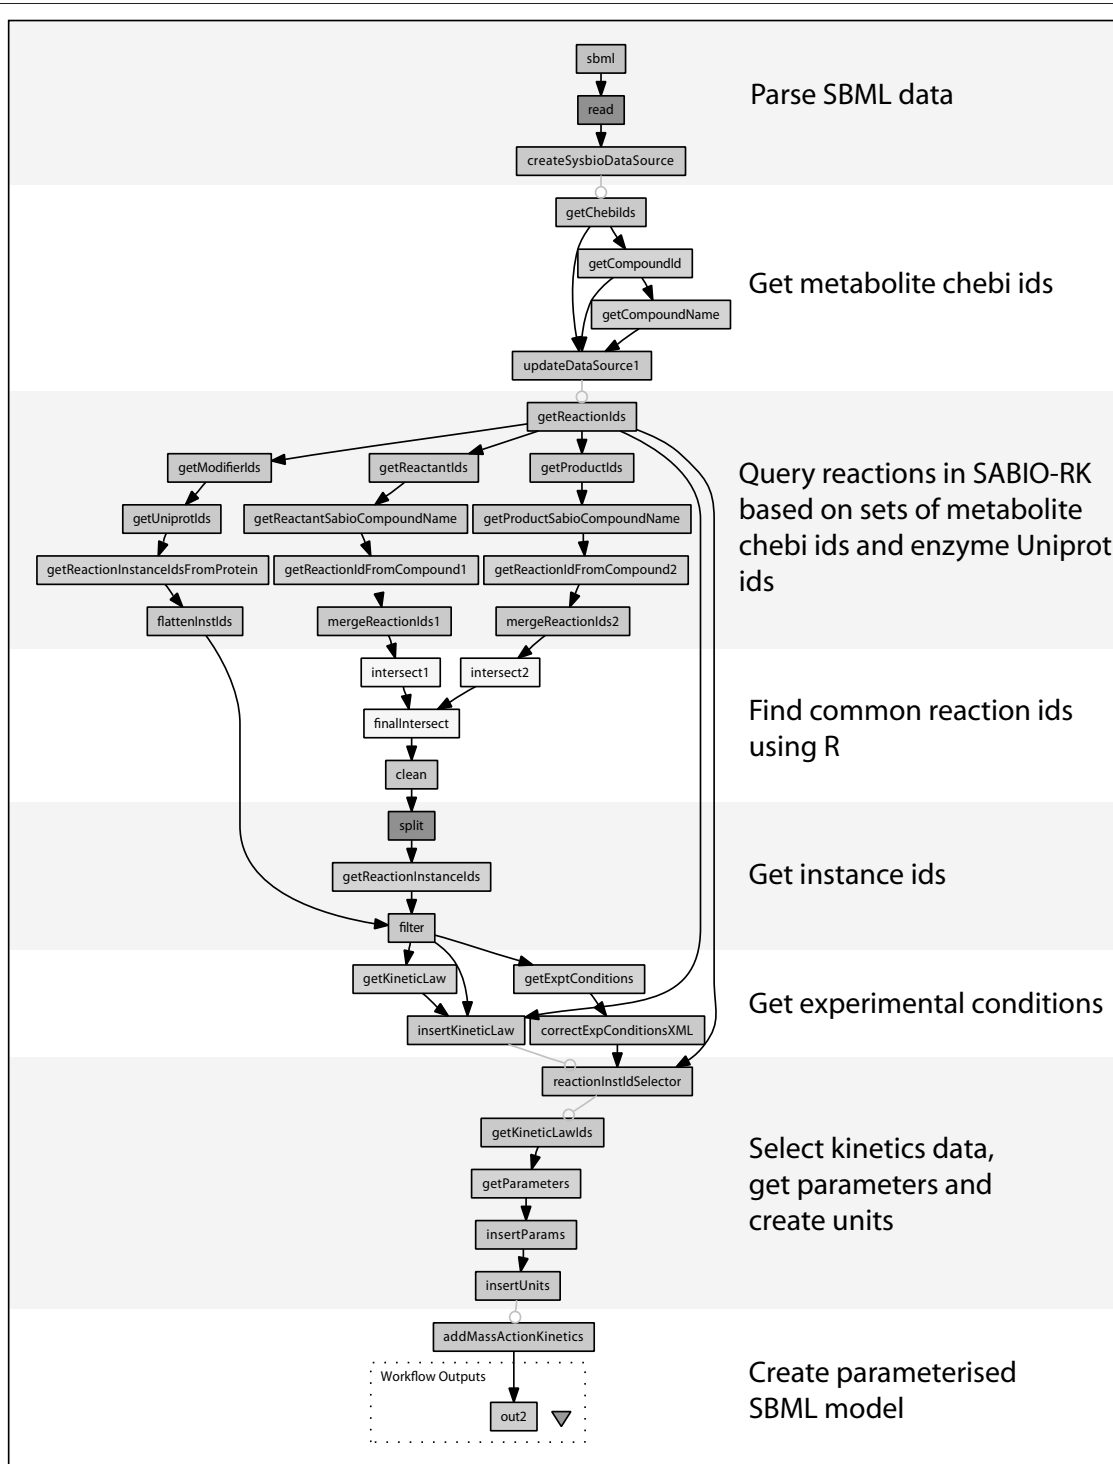 sbml
read
createSysbioDataSource
Parse SBML data
getChebiIds
getCompoundId
getCompoundName
updateDataSource1
Get metabolite chebi ids
getReactionIds
getModifierIds
getReactantIds
getProductIds
getUniprotIds
getReactantSabioCompoundName
getProductSabioCompoundName
getReactionInstanceIdsFromProtein
getReactionIdFromCompound1
getReactionIdFromCompound2
flattenInstIds
mergeReactionIds1
mergeReactionIds2
Query reactions in SABIO-RK
based on sets of metabolite
chebi ids and enzyme Uniprot
ids
intersect1
intersect2
finalIntersect
clean
Find common reaction ids
using R
split
getReactionInstanceIds
filter
Get instance ids
getKineticLaw
getExptConditions
insertKineticLaw
correctExpConditionsXML
Get experimental conditions
reactionInstIdSelector
getKineticLawIds
getParameters
insertParams
insertUnits
Select kinetics data,
get parameters and
create units
addMassActionKinetics
Workflow Outputs
out2
Create parameterised
SBML model